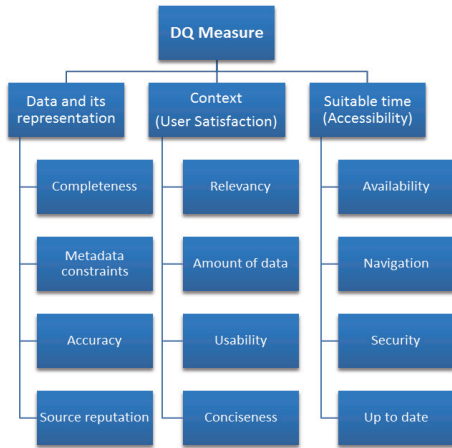 DQ Measure
Data and its
representation
Context
(User Satisfaction)
Suitable time
(Accessibility)
Completeness
Metadata
constraints
Accuracy
Source reputation
Relevancy
Amount of data
Usability
Conciseness
Availability
Navigation
Security
Up to date